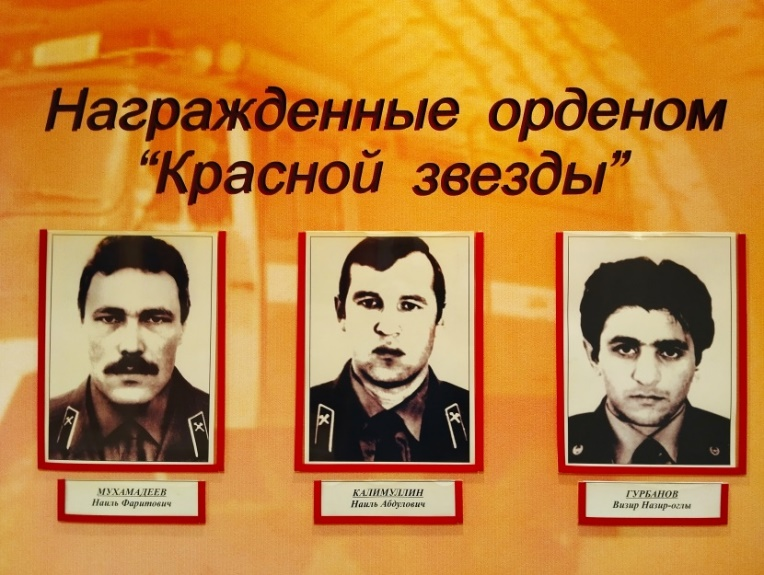 Награжденные орденом
"Красной звезды"
МУХАМАДЕЕВ
Наиль Фаритович
КАЛИМУЛЛИН
Наиль Абдулович
ГУРБАНОВ
Визир Назир-оглы